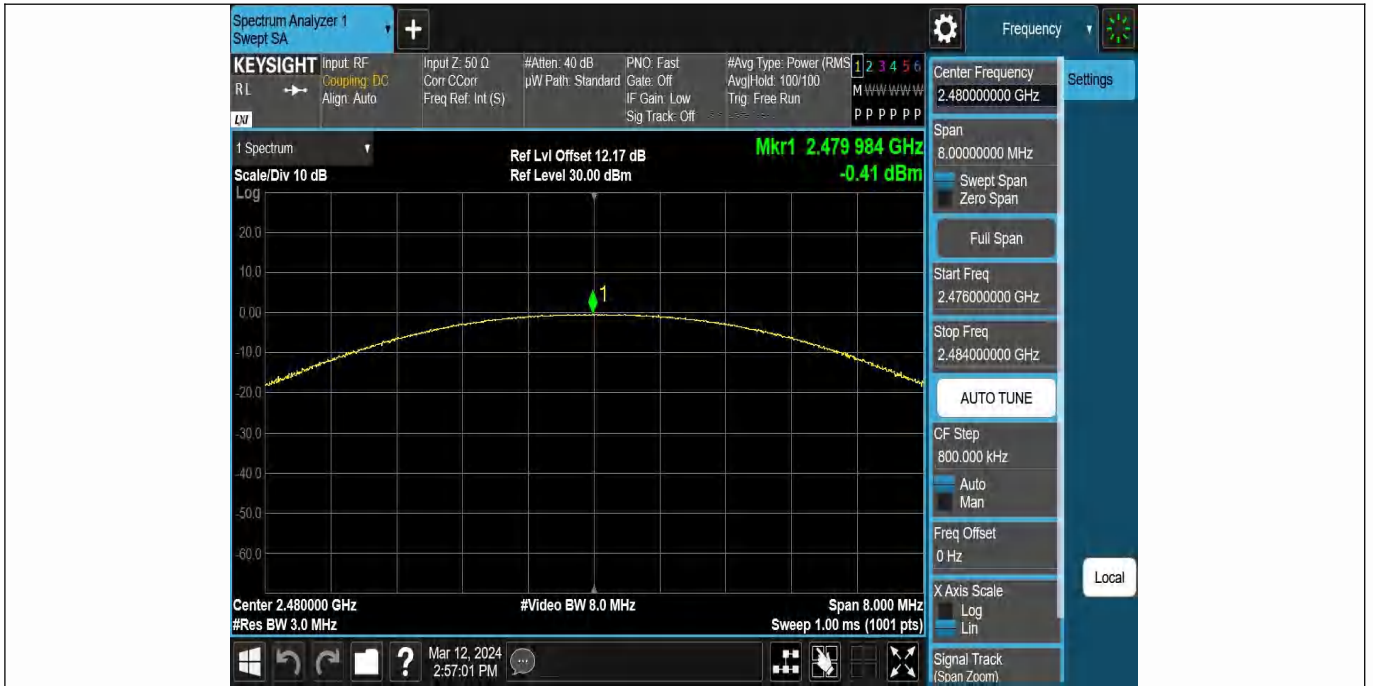 Spectrum Analyzer 1
Swept SA
+
Frequency
KEYSIGHT
RL
LXI
Input: RF
Coupling: DC
Align: Auto
Input Z: 50 Ω
Corr CCorr
Freq Ref: Int (S)
#Atten: 40 dB
µW Path: Standard
PNO: Fast
Gate: Off
IF Gain: Low
Sig Track: Off
#Avg Type: Power (RMS
Avg|Hold: 100/100
Trig: Free Run
1 2 3 4 5 6
M W W W W W
P P P P P P
1 Spectrum
Scale/Div 10 dB
Log
Ref Lvl Offset 12.17 dB
Ref Level 30.00 dBm
Mkr1 2.479 984 GHz
-0.41 dBm
20.0
10.0
0.00
-10.0
-20.0
-30.0
-40.0
-50.0
-60.0
1
Center 2.480000 GHz
#Res BW 3.0 MHz
#Video BW 8.0 MHz
Span 8.000 MHz
Sweep 1.00 ms (1001 pts)
?
Mar 12, 2024
2:57:01 PM
Center Frequency
2.480000000 GHz
Settings
Span
8.00000000 MHz
Swept Span
Zero Span
Full Span
Start Freq
2.476000000 GHz
Stop Freq
2.484000000 GHz
AUTO TUNE
CF Step
800.000 kHz
Auto
Man
Freq Offset
0 Hz
X Axis Scale
Log
Lin
Local
Signal Track
(Span Zoom)